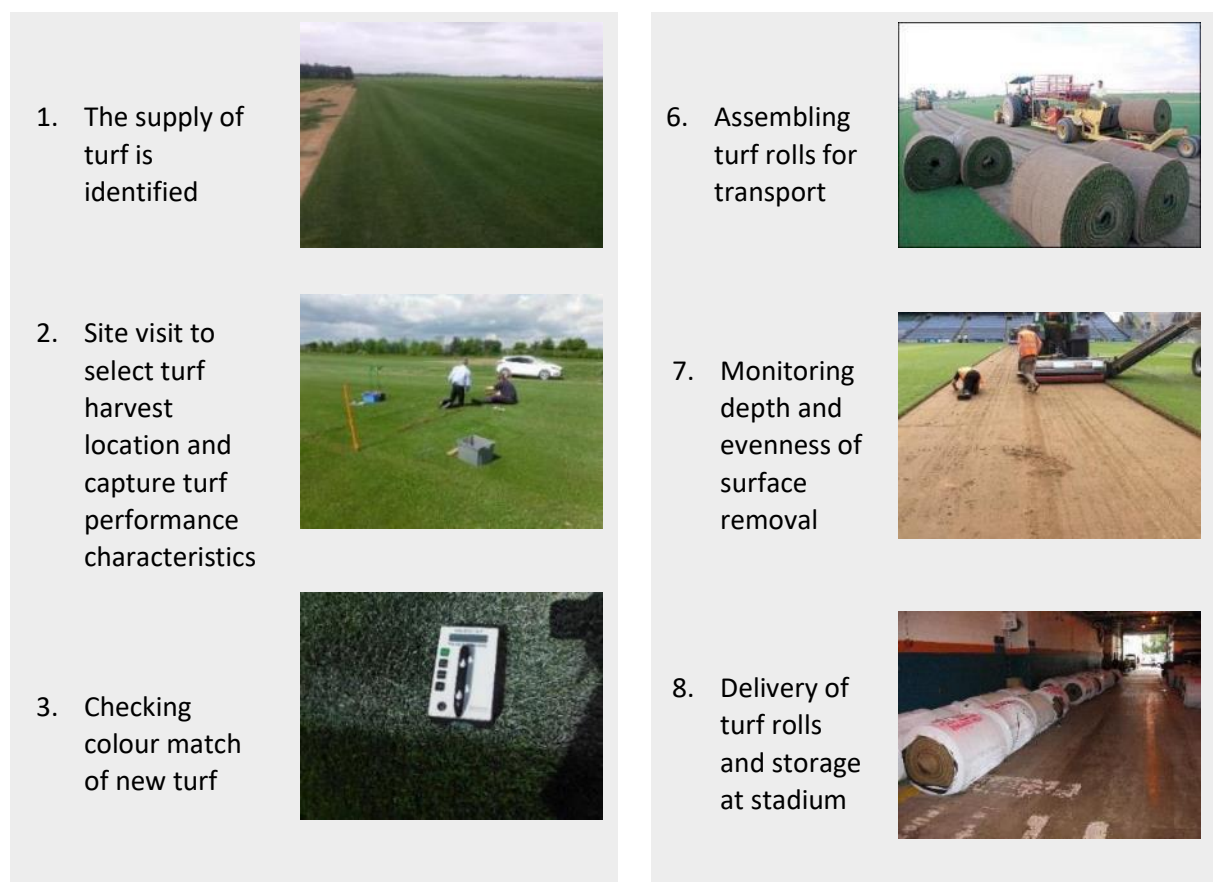 1. The supply of
turf is
identified
2. Site visit to
select turf
harvest
location and
capture turf
performance
characteristics
3. Checking
colour match
of new turf
6. Assembling
turf rolls for
transport
7. Monitoring
depth and
evenness of
surface
removal
8. Delivery of
turf rolls
and storage
at stadium